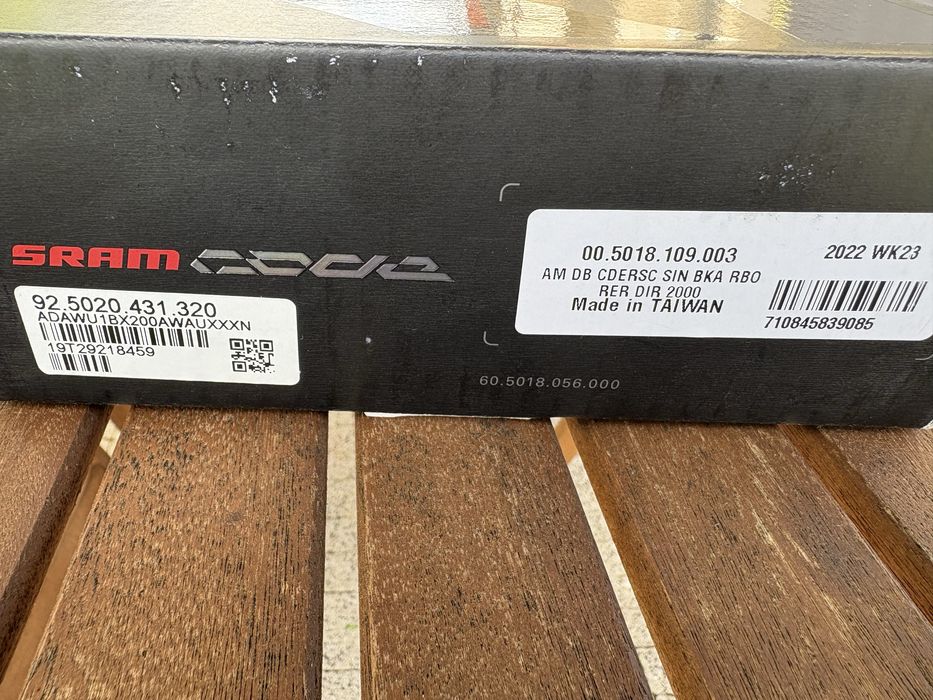 SRAM CODE
92.5020.431.320
ADAWU1BX200AWAUXXXN
19T29218459
00.5018.109.003
2022 WK23
AM DB CDERSC SIN BKA RBO
RER DIR 2000
Made in TAIWAN
710845839085
60.5018.056.000